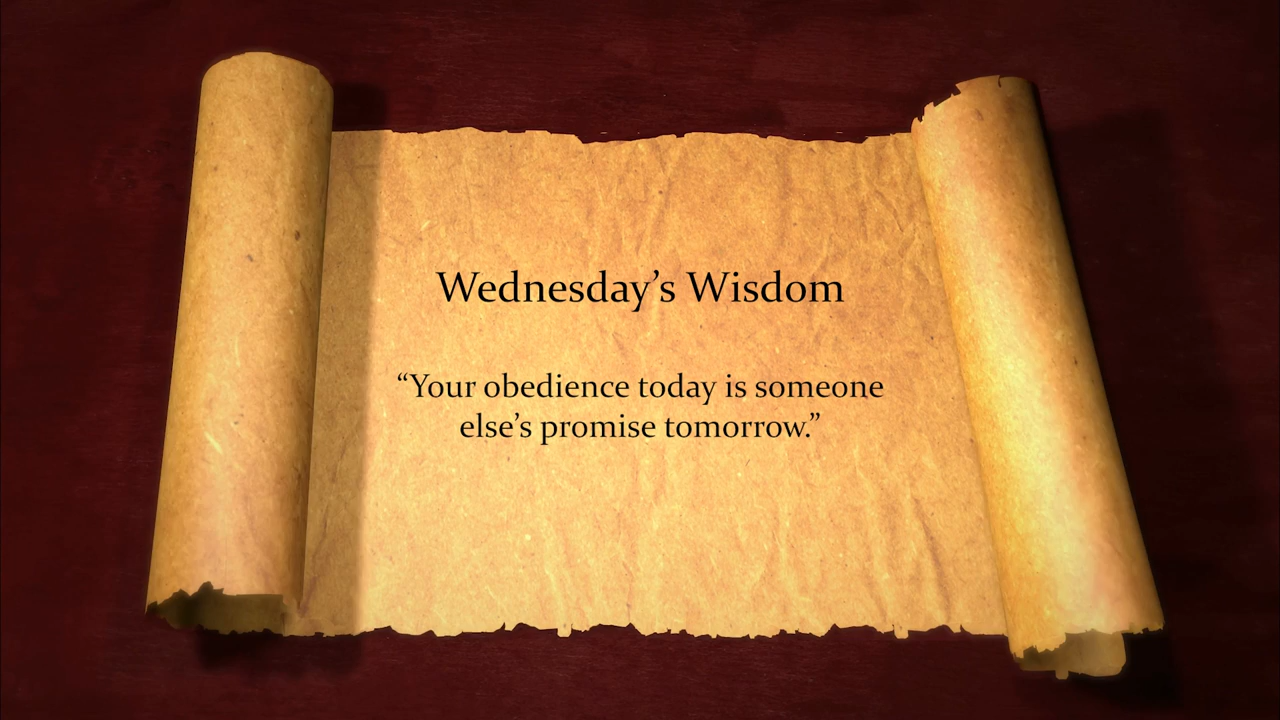 Wednesday’s Wisdom
“Your obedience today is someone
else’s promise tomorrow.”